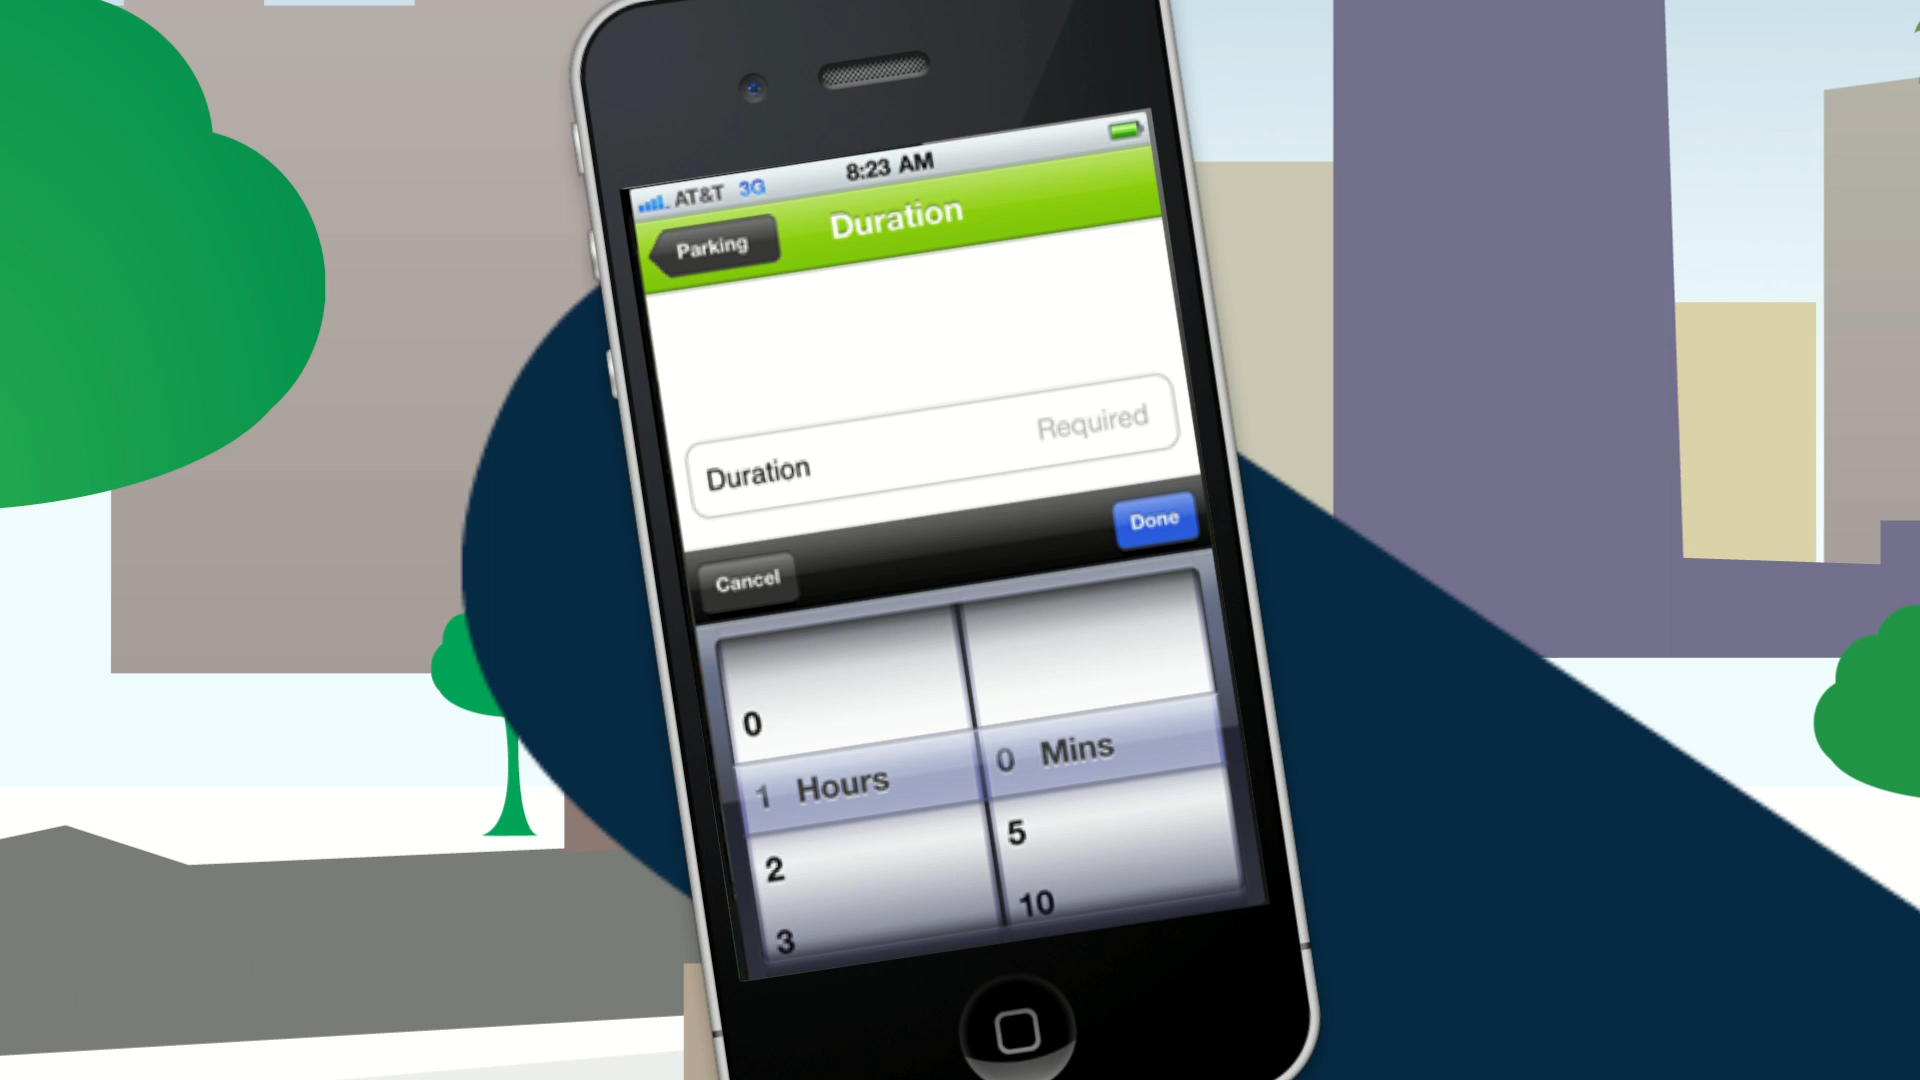 AT&T 3G 8:23 AM
Parking
Duration
Duration Required
Cancel Done
0
1 Hours 0 Mins
2 5
3 10